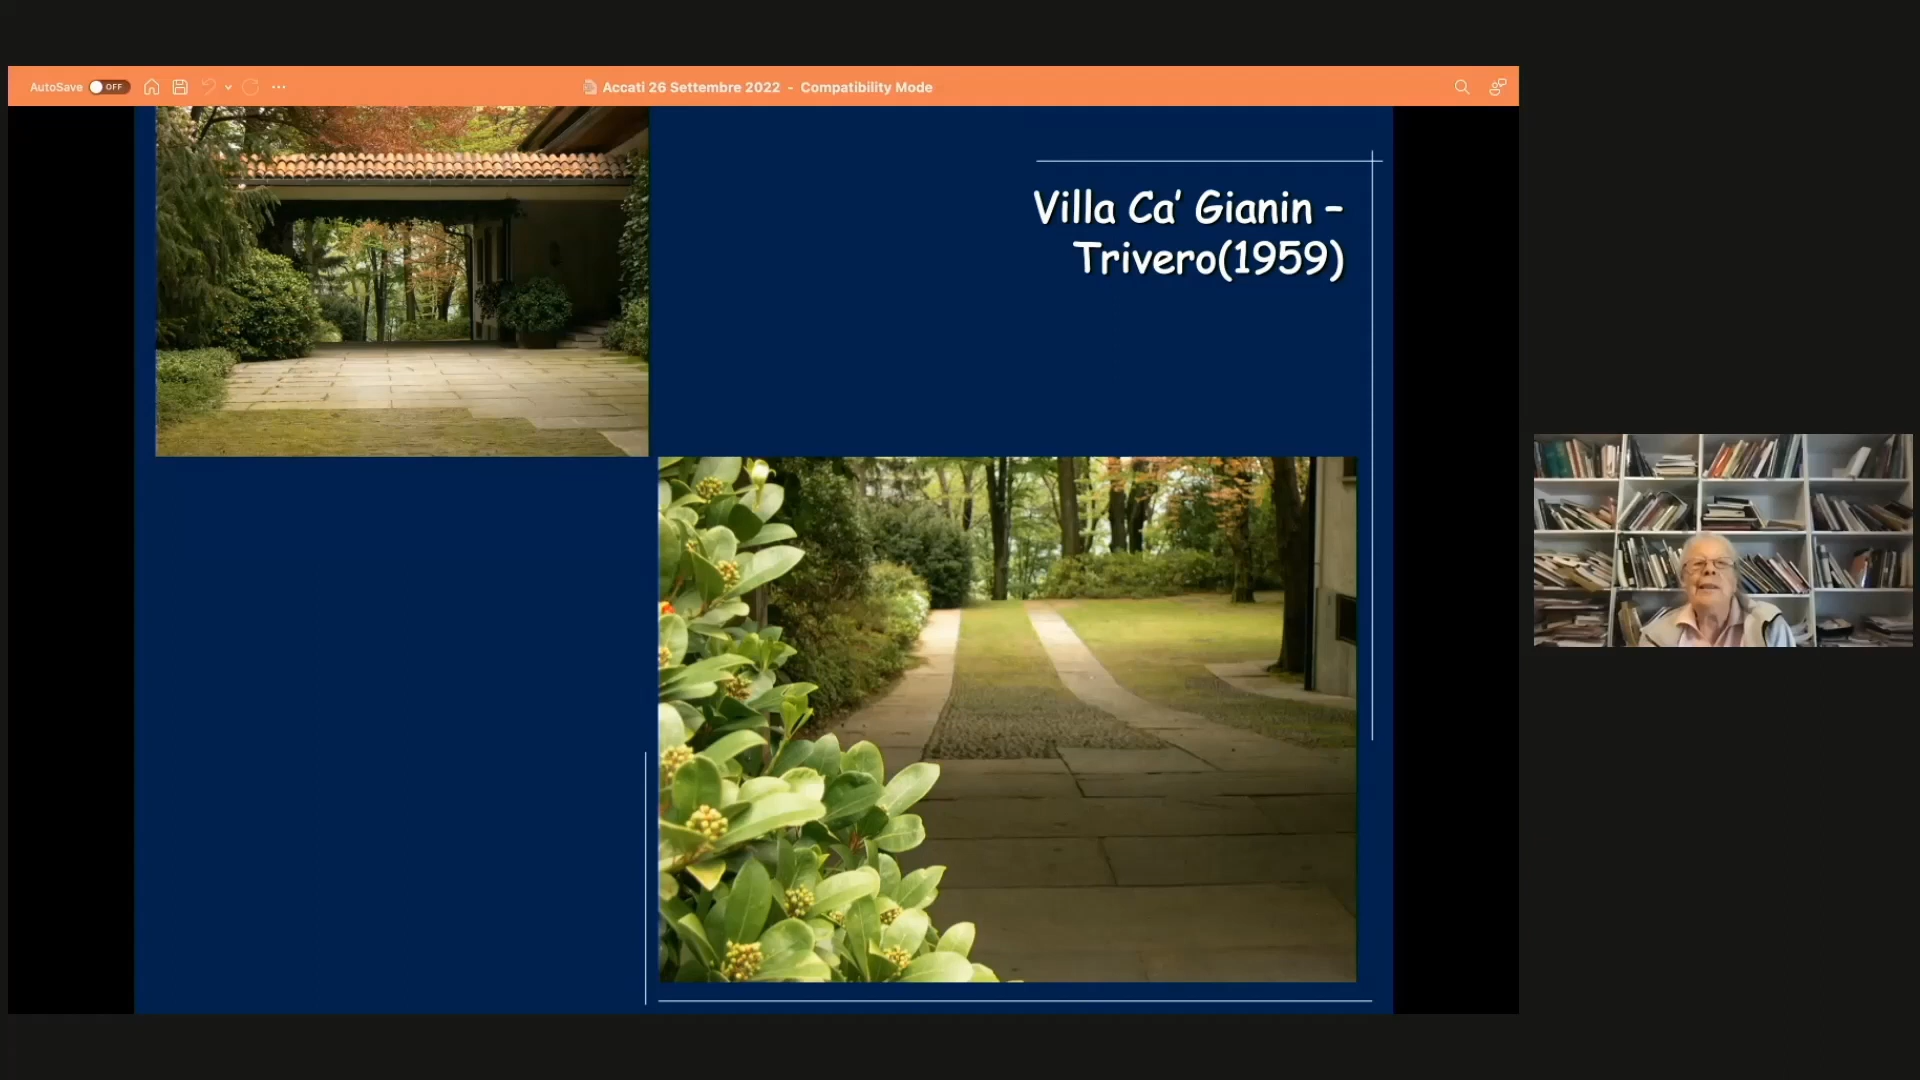 AutoSave OFF
Accati 26 Settembre 2022 - Compatibility Mode
Villa Ca' Gianin –
Trivero(1959)